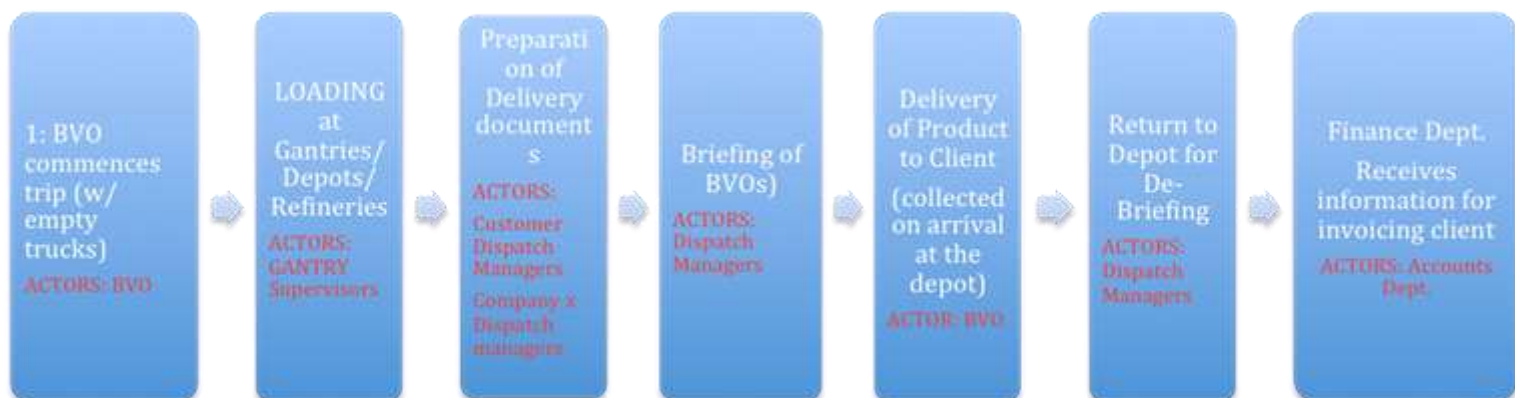 1: BVO
commences
trip (w/
empty
trucks)
ACTORS: BVO
LOADING
at
Gantries/
Depots/
Refineries
ACTORS:
GANTRY
Supervisors
Preparati
on of
Delivery
document
s
ACTORS:
Customer
Dispatch
Managers
Company x
Dispatch
managers
Briefing of
BVOs)
ACTORS:
Dispatch
Managers
Delivery
of Product
to Client
(collected
on arrival
at the
depot)
ACTOR: BVO
Return to
Depot for
De-
Briefing
ACTORS:
Dispatch
Managers
Finance Dept.
Receives
information for
invoicing client
ACTORS: Accounts
Dept.